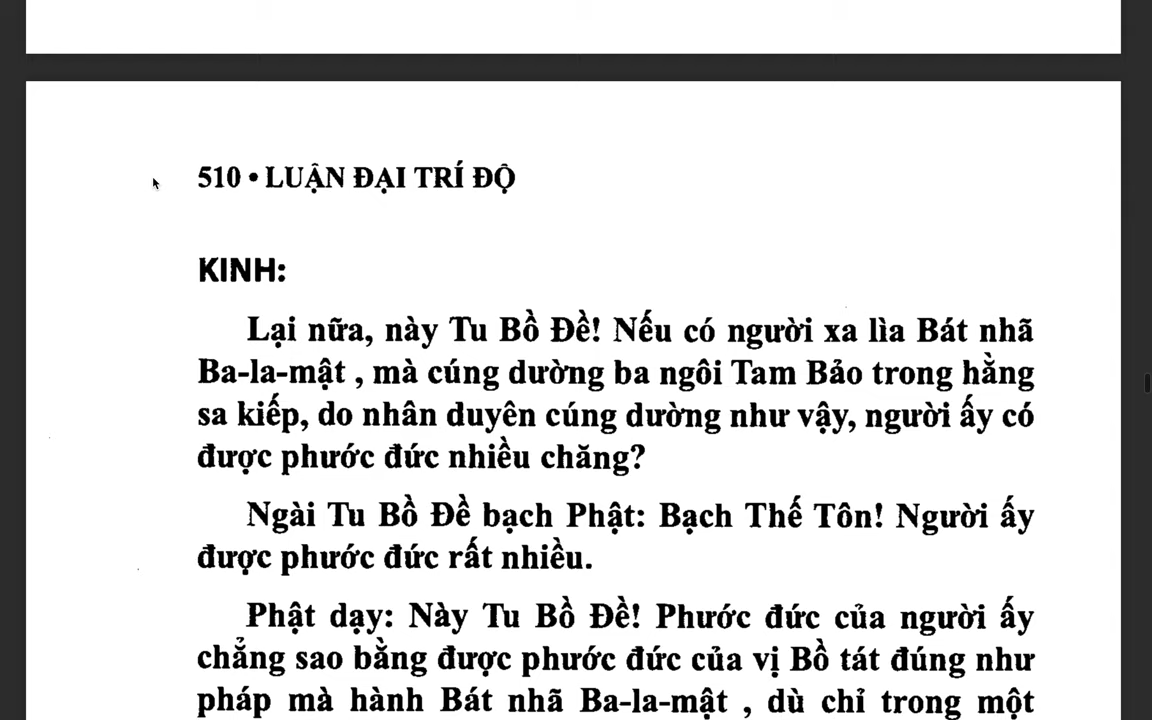 510 • LUẬN ĐẠI TRÍ ĐỘ
KINH:
Lại nữa, này Tu Bồ Đề! Nếu có người xa lìa Bát nhã
Ba-la-mật , mà cúng dường ba ngôi Tam Bảo trong hằng
sa kiếp, do nhân duyên cúng dường như vậy, người ấy có
được phước đức nhiều chăng?
Ngài Tu Bồ Đề bạch Phật: Bạch Thế Tôn! Người ấy
được phước đức rất nhiều.
Phật dạy: Này Tu Bồ Đề! Phước đức của người ấy
chẳng sao bằng được phước đức của vị Bồ tát đúng như
pháp mà hành Bát nhã Ba-la-mật , dù chỉ trong một